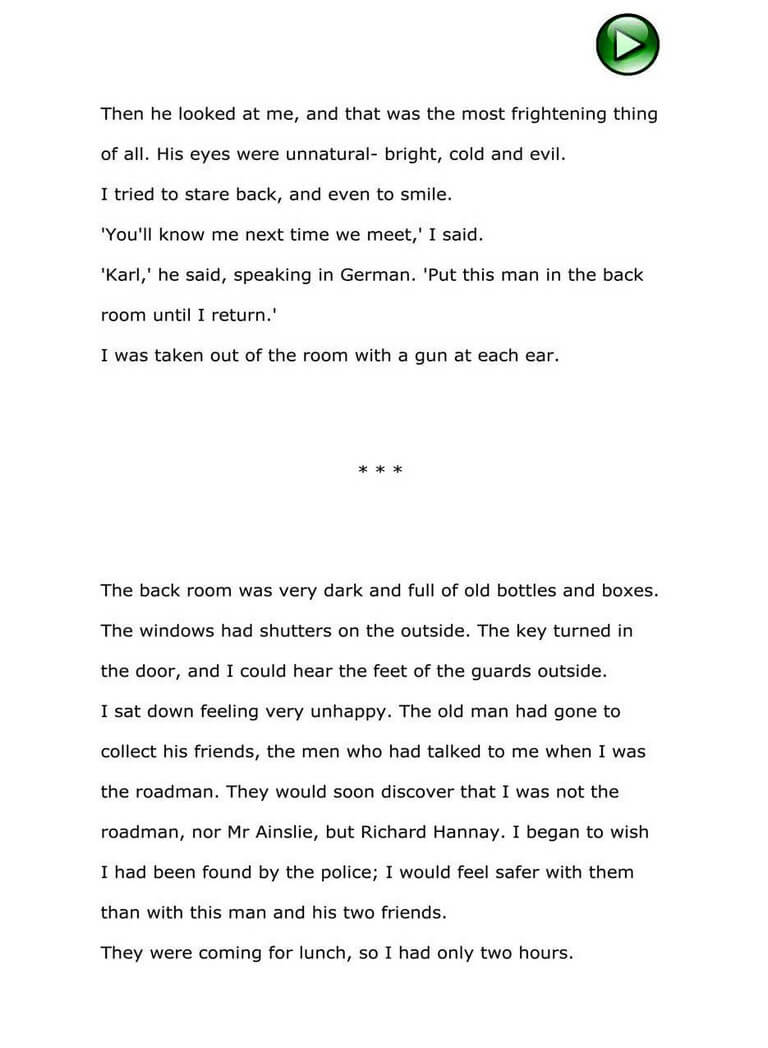 Then he looked at me, and that was the most frightening thing
of all. His eyes were unnatural- bright, cold and evil.
I tried to stare back, and even to smile.
'You'll know me next time we meet,' I said.
'Karl,' he said, speaking in German. 'Put this man in the back
room until I return.'
I was taken out of the room with a gun at each ear.
* * *
The back room was very dark and full of old bottles and boxes.
The windows had shutters on the outside. The key turned in
the door, and I could hear the feet of the guards outside.
I sat down feeling very unhappy. The old man had gone to
collect his friends, the men who had talked to me when I was
the roadman. They would soon discover that I was not the
roadman, nor Mr Ainslie, but Richard Hannay. I began to wish
I had been found by the police; I would feel safer with them
than with this man and his two friends.
They were coming for lunch, so I had only two hours.